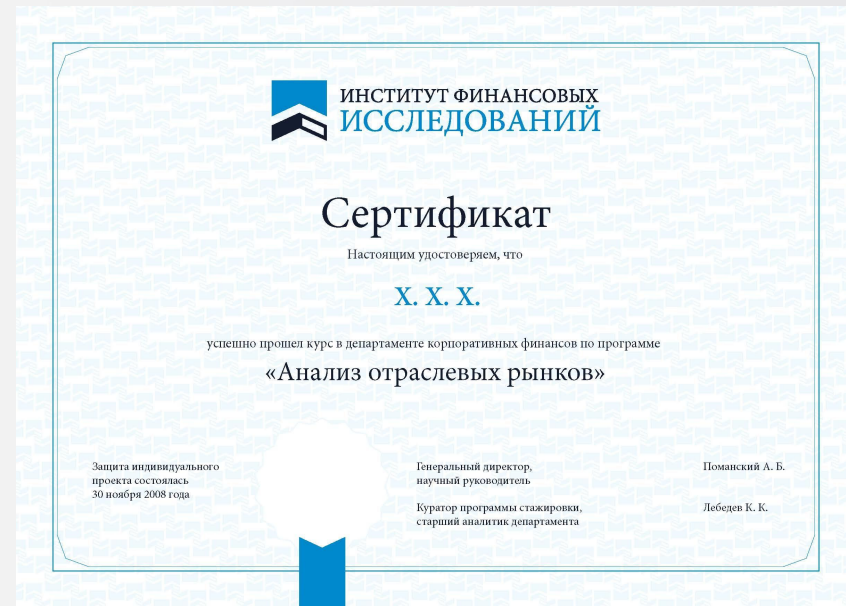 ИНСТИТУТ ФИНАНСОВЫХ
ИССЛЕДОВАНИЙ
Сертификат
Настоящим удостоверяем, что
Х. Х. Х.
успешно прошел курс в департаменте корпоративных финансов по программе
«Анализ отраслевых рынков»
Защита индивидуального
проекта состоялась
30 ноября 2008 года
Генеральный директор,
научный руководитель
Поманский А. Б.
Куратор программы стажировки,
старший аналитик департамента
Лебедев К. К.